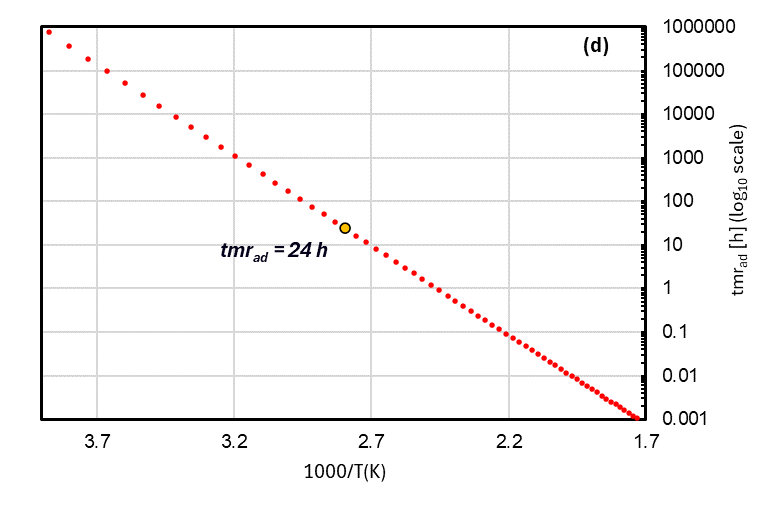 (d)
1000000
100000
10000
1000
100
10
1
0.1
0.01
0.001
tmr_ad = 24 h
tmr_ad [h] (log_10 scale)
3.7 3.2 2.7 2.2 1.7
1000/T(K)